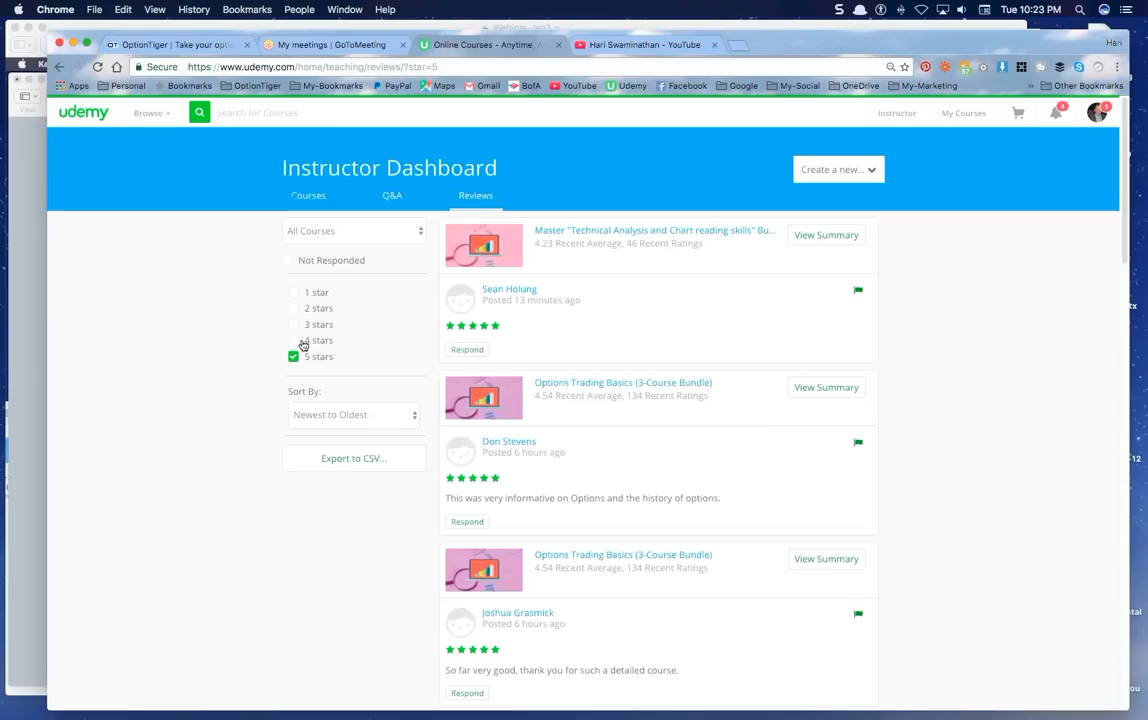 Chrome File Edit View History Bookmarks People Window Help Tue 10:23 PM
OptionTiger | Take your optio
My meetings | GoToMeeting
Online Courses - Anytime, A
Hari Swaminathan - YouTube
Hari
Secure https://www.udemy.com/home/teaching/reviews/?star=5
Apps Personal Bookmarks OptionTiger My-Bookmarks PayPal Maps Gmail BofA YouTube Udemy Facebook Google My-Social OneDrive My-Marketing » Other Bookmarks
View
udemy Browse Search for Courses Instructor My Courses 4 1
Instructor Dashboard
Create a new...
Courses Q&A Reviews
All Courses
Not Responded
1 star
2 stars
3 stars
4 stars
5 stars
Sort By:
Newest to Oldest
Export to CSV...
Master "Technical Analysis and Chart reading skills" Bu...
4.23 Recent Average, 46 Recent Ratings
View Summary
Sean Holung
Posted 13 minutes ago
Respond
Options Trading Basics (3-Course Bundle)
4.54 Recent Average, 134 Recent Ratings
View Summary
Don Stevens
Posted 6 hours ago
This was very informative on Options and the history of options.
Respond
Options Trading Basics (3-Course Bundle)
4.54 Recent Average, 134 Recent Ratings
View Summary
Joshua Grasmick
Posted 6 hours ago
So far very good, thank you for such a detailed course.
Respond